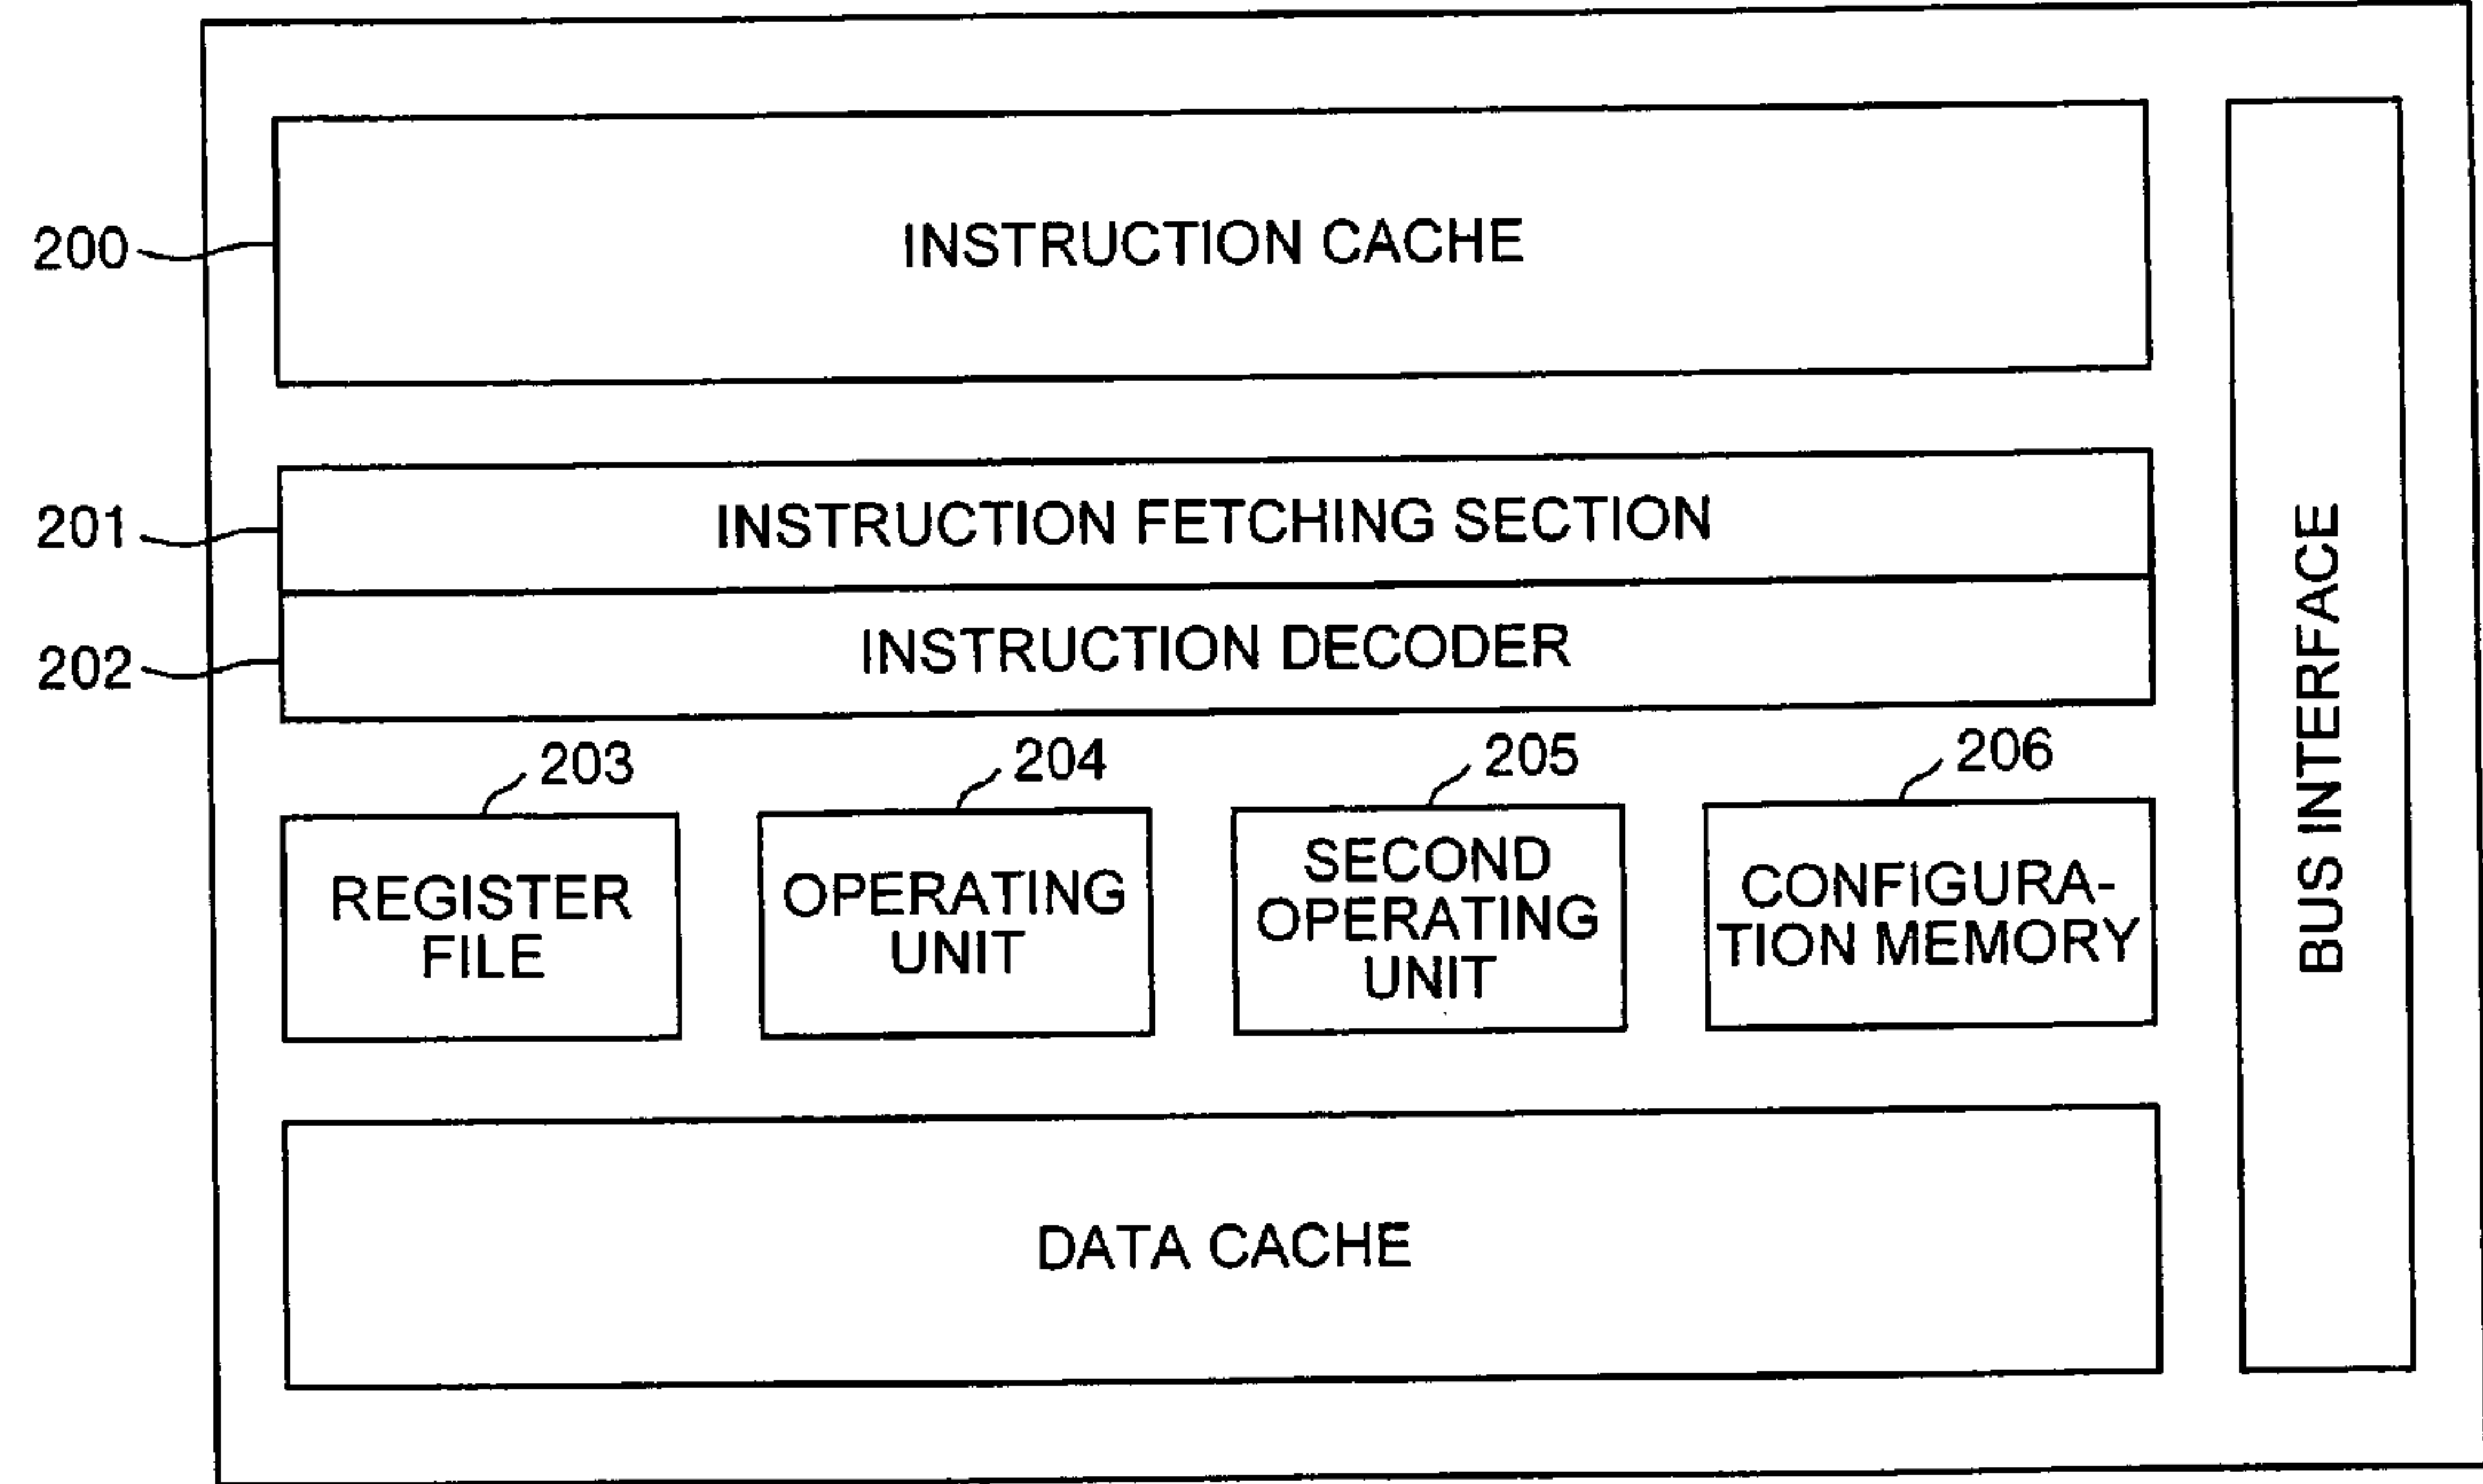 200
INSTRUCTION CACHE
201
INSTRUCTION FETCHING SECTION
202
INSTRUCTION DECODER
203
204
205
206
REGISTER
FILE
OPERATING
UNIT
SECOND
OPERATING
UNIT
CONFIGURA-
TION MEMORY
DATA CACHE
BUS INTERFACE